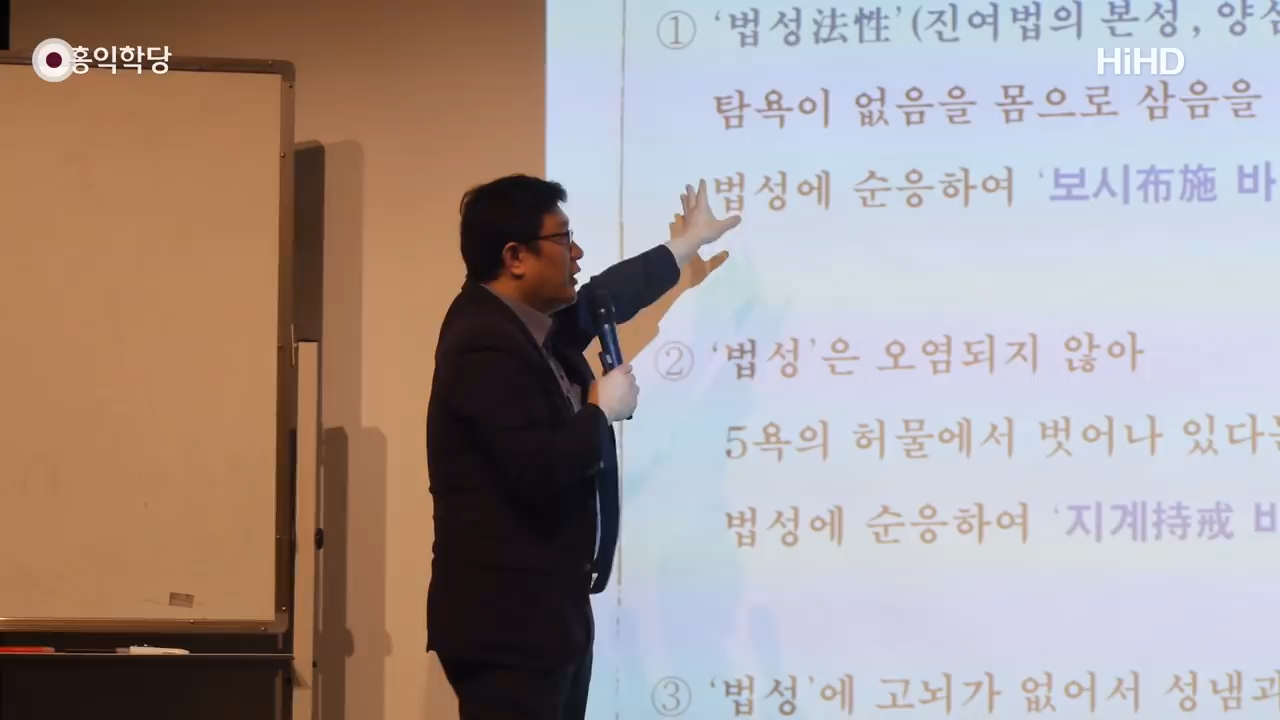 홍익학당
HiHD
① '법성法性' (진여법의 본성, 양심
탐욕이 없음을 몸으로 삼음을
법성에 순응하여 '보시布施 바
② '법성'은 오염되지 않아
5욕의 허물에서 벗어나 있다는
법성에 순응하여 '지계持戒 바
③ '법성'에 고뇌가 없어서 성냄과